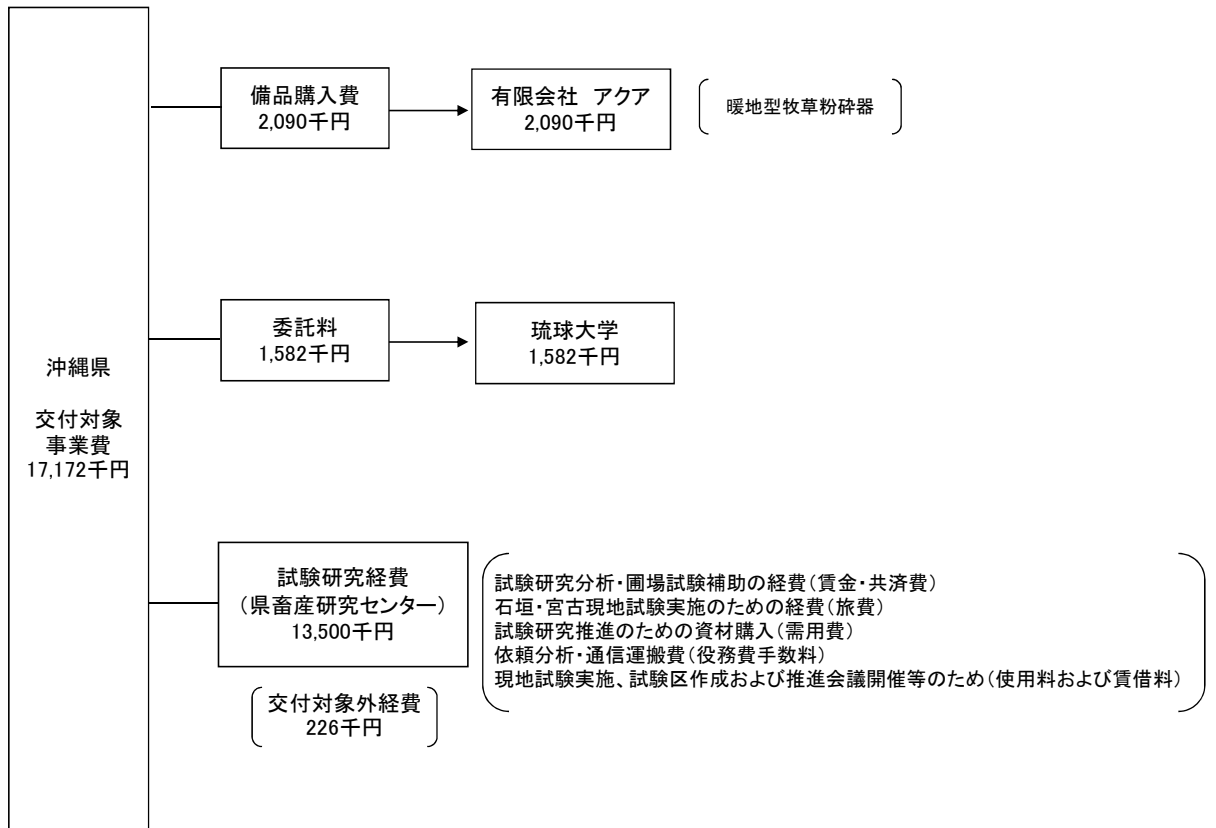 沖縄県
交付対象
事業費
17,172千円
備品購入費
2,090千円
有限会社 アクア
2,090千円
暖地型牧草粉砕器
委託料
1,582千円
琉球大学
1,582千円
試験研究経費
(県畜産研究センター)
13,500千円
試験研究分析・圃場試験補助の経費(賃金・共済費)
石垣・宮古現地試験実施のための経費(旅費)
試験研究推進のための資材購入(需用費)
依頼分析・通信運搬費(役務費手数料)
現地試験実施、試験区作成および推進会議開催等のため(使用料および賃借料)
交付対象外経費
226千円